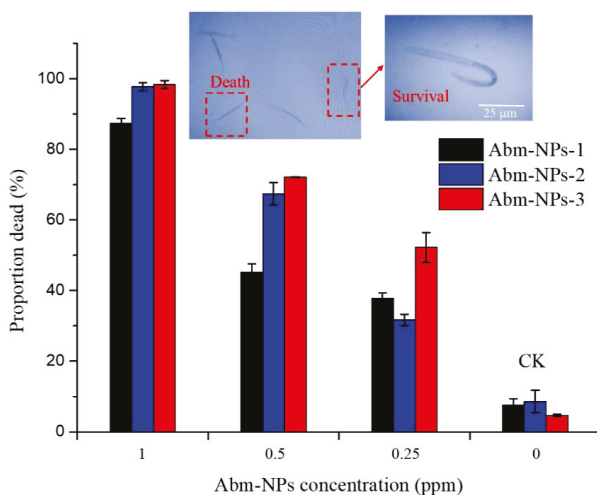 Death
Survival
25 μm
Abm-NPs-1
Abm-NPs-2
Abm-NPs-3
CK
Proportion dead (%)
100
80
60
40
20
0
1
0.5
0.25
0
Abm-NPs concentration (ppm)